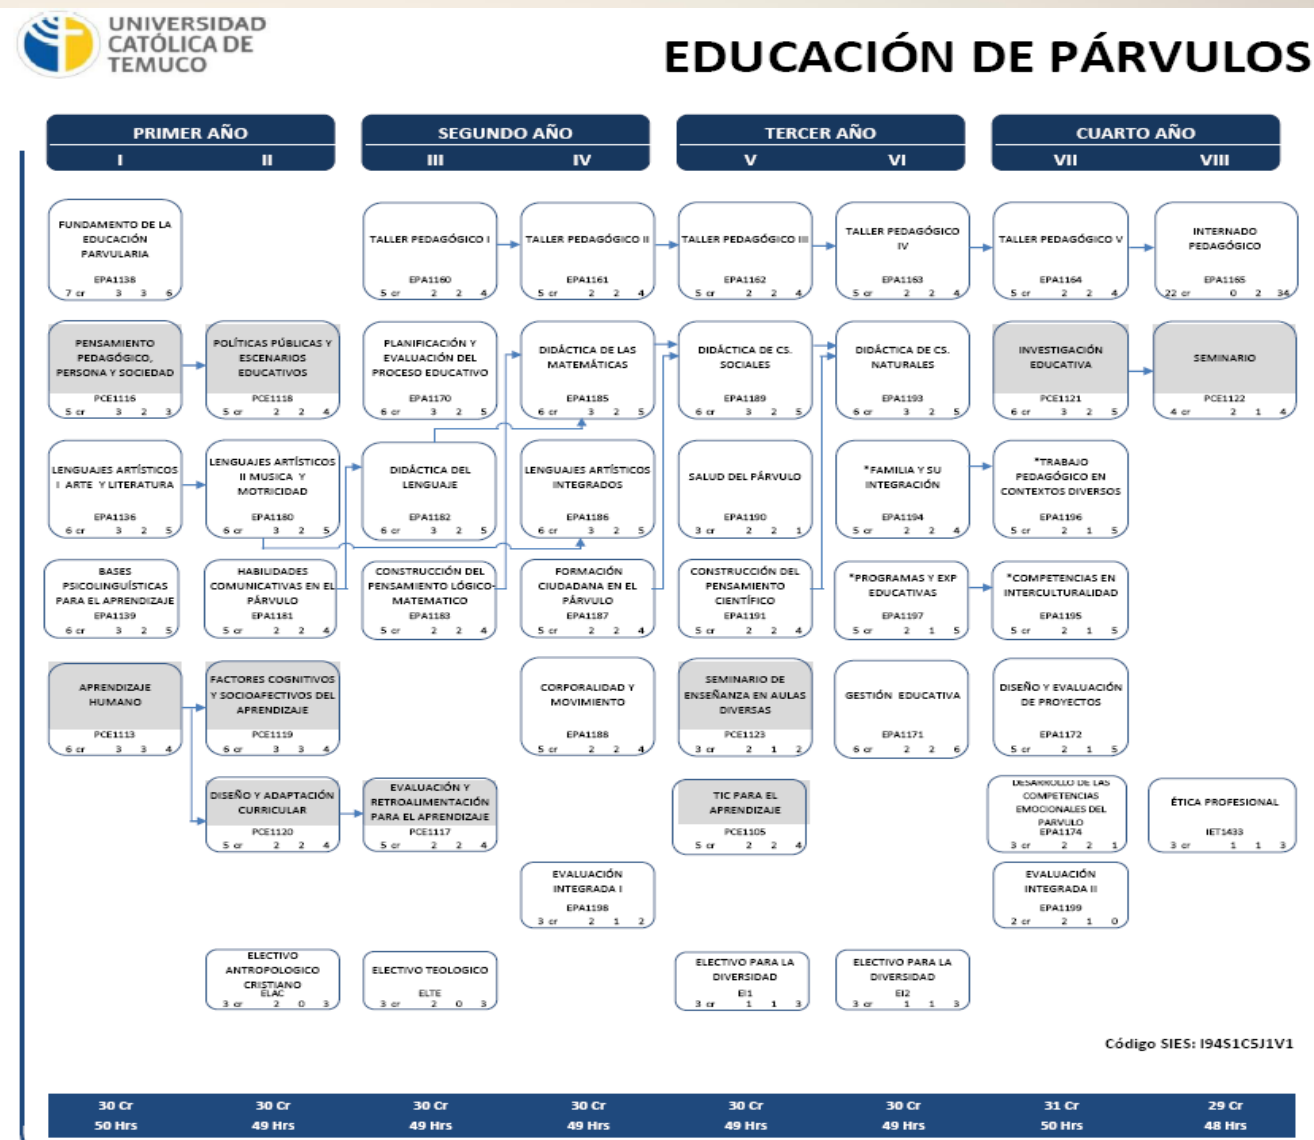 UNIVERSIDAD
CATÓLICA DE
TEMUCO
EDUCACIÓN DE PÁRVULOS
PRIMER AÑO
I II
SEGUNDO AÑO
III IV
TERCER AÑO
V VI
CUARTO AÑO
VII VIII
FUNDAMENTO DE LA
EDUCACIÓN
PARVULARIA
EPA1138
7 cr 3 3 6
TALLER PEDAGÓGICO I
EPA1160
5 cr 2 2 4
TALLER PEDAGÓGICO II
EPA1161
5 cr 2 2 4
TALLER PEDAGÓGICO III
EPA1162
5 cr 2 2 4
TALLER PEDAGÓGICO
IV
EPA1163
5 cr 2 2 4
TALLER PEDAGÓGICO V
EPA1164
5 cr 2 2 4
INTERNADO
PEDAGÓGICO
EPA1165
22 cr 0 2 34
PENSAMIENTO
PEDAGÓGICO,
PERSONA Y SOCIEDAD
PCE1116
5 cr 3 2 3
POLÍTICAS PÚBLICAS Y
ESCENARIOS
EDUCATIVOS
PCE1118
5 cr 2 2 4
PLANIFICACIÓN Y
EVALUACIÓN DEL
PROCESO EDUCATIVO
EPA1170
6 cr 3 2 5
DIDÁCTICA DE LAS
MATEMÁTICAS
EPA1185
6 cr 3 2 5
DIDÁCTICA DE CS.
SOCIALES
EPA1189
6 cr 3 2 5
DIDÁCTICA DE CS.
NATURALES
EPA1193
6 cr 3 2 5
INVESTIGACIÓN
EDUCATIVA
PCE1121
6 cr 3 2 5
SEMINARIO
PCE1122
4 cr 2 1 4
LENGUAJES ARTÍSTICOS
I ARTE Y LITERATURA
EPA1136
6 cr 3 2 5
LENGUAJES ARTÍSTICOS
II MUSICA Y
MOTRICIDAD
EPA1180
6 cr 3 2 5
DIDÁCTICA DEL
LENGUAJE
EPA1182
6 cr 3 2 5
LENGUAJES ARTÍSTICOS
INTEGRADOS
EPA1186
6 cr 3 2 5
SALUD DEL PÁRVULO
EPA1190
3 cr 2 2 1
*FAMILIA Y SU
INTEGRACIÓN
EPA1194
5 cr 2 2 4
*TRABAJO
PEDAGÓGICO EN
CONTEXTOS DIVERSOS
EPA1196
5 cr 2 1 5
BASES
PSICOLINGUÍSTICAS
PARA EL APRENDIZAJE
EPA1139
6 cr 3 2 5
HABILIDADES
COMUNICATIVAS EN EL
PÁRVULO
EPA1181
5 cr 2 2 4
CONSTRUCCIÓN DEL
PENSAMIENTO LÓGICO-
MATEMATICO
EPA1183
5 cr 2 2 4
FORMACIÓN
CIUDADANA EN EL
PÁRVULO
EPA1187
5 cr 2 2 4
CONSTRUCCIÓN DEL
PENSAMIENTO
CIENTÍFICO
EPA1191
5 cr 2 2 4
*PROGRAMAS Y EXP
EDUCATIVAS
EPA1197
5 cr 2 1 5
*COMPETENCIAS EN
INTERCULTURALIDAD
EPA1195
5 cr 2 1 5
APRENDIZAJE
HUMANO
PCE1113
6 cr 3 3 4
FACTORES COGNITIVOS
Y SOCIOAFECTIVOS DEL
APRENDIZAJE
PCE1119
6 cr 3 3 4
CORPORALIDAD Y
MOVIMIENTO
EPA1188
5 cr 2 2 4
SEMINARIO DE
ENSEÑANZA EN AULAS
DIVERSAS
PCE1123
3 cr 2 1 2
GESTIÓN EDUCATIVA
EPA1171
6 cr 2 2 6
DISEÑO Y EVALUACIÓN
DE PROYECTOS
EPA1172
5 cr 2 1 5
DISEÑO Y ADAPTACIÓN
CURRICULAR
PCE1120
5 cr 2 2 4
EVALUACIÓN Y
RETROALIMENTACIÓN
PARA EL APRENDIZAJE
PCE1117
5 cr 2 2 4
TIC PARA EL
APRENDIZAJE
PCE1105
5 cr 2 2 4
DESARROLLO DE LAS
COMPETENCIAS
EMOCIONALES DEL
PARVULO
EPA1174
3 cr 2 2 1
ÉTICA PROFESIONAL
IET1433
3 cr 1 1 3
EVALUACIÓN
INTEGRADA I
EPA1198
3 cr 2 1 2
EVALUACIÓN
INTEGRADA II
EPA1199
2 cr 2 1 0
ELECTIVO
ANTROPOLOGICO
CRISTIANO
ELAC
3 cr 2 0 3
ELECTIVO TEOLOGICO
ELTE
3 cr 2 0 3
ELECTIVO PARA LA
DIVERSIDAD
EI1
3 cr 1 1 3
ELECTIVO PARA LA
DIVERSIDAD
EI2
3 cr 1 1 3
Código SIES: I94S1C5J1V1
30 Cr 30 Cr 30 Cr 30 Cr 30 Cr 30 Cr 31 Cr 29 Cr
50 Hrs 49 Hrs 49 Hrs 49 Hrs 49 Hrs 49 Hrs 50 Hrs 48 Hrs